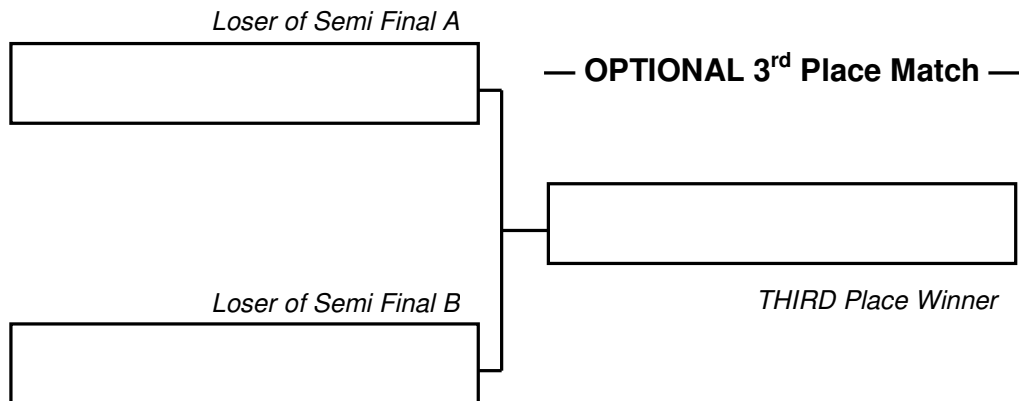 Loser of Semi Final A
— OPTIONAL 3rd Place Match —
Loser of Semi Final B
THIRD Place Winner